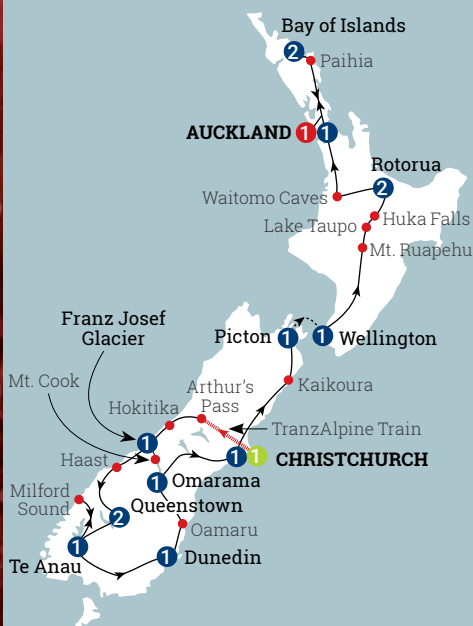 Bay of Islands
2
Paihia
AUCKLAND 1 1
Rotorua
2
Waitomo Caves
Huka Falls
Lake Taupo
Mt. Ruapehu
Franz Josef
Glacier
Picton 1
1 Wellington
Mt. Cook
Arthur's
Pass
Kaikoura
Hokitika
TranzAlpine Train
1
1 1 CHRISTCHURCH
Haast
1 Omarama
Milford
Sound
2 Queenstown
Oamaru
Te Anau 1
1 Dunedin